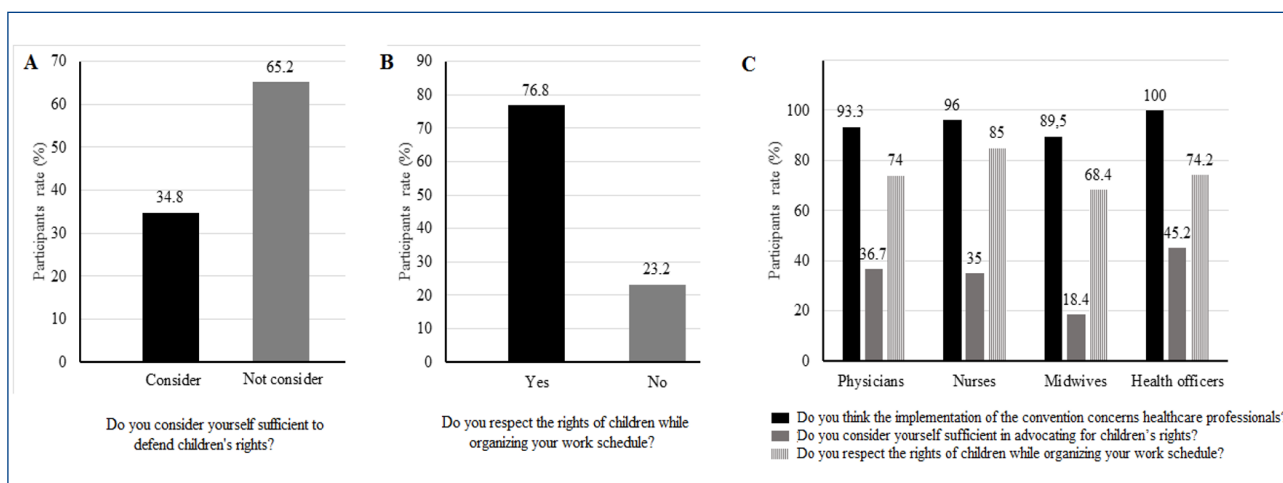 A
Participants rate (%)
70
60
50
40
30
20
10
0
34.8
65.2
Consider
Not consider
Do you consider yourself sufficient to
defend children's rights?
B
Participants rate (%)
90
80
70
60
50
40
30
20
10
0
76.8
23.2
Yes
No
Do you respect the rights of children while
organizing your work schedule?
C
Participants rate (%)
100
80
60
40
20
0
93.3
36.7
74
96
35
85
89,5
18.4
68.4
100
45.2
74.2
Physicians
Nurses
Midwives
Health officers
Do you think the implementation of the convention concerns healthcare professionals?
Do you consider yourself sufficient in advocating for children’s rights?
Do you respect the rights of children while organizing your work schedule?